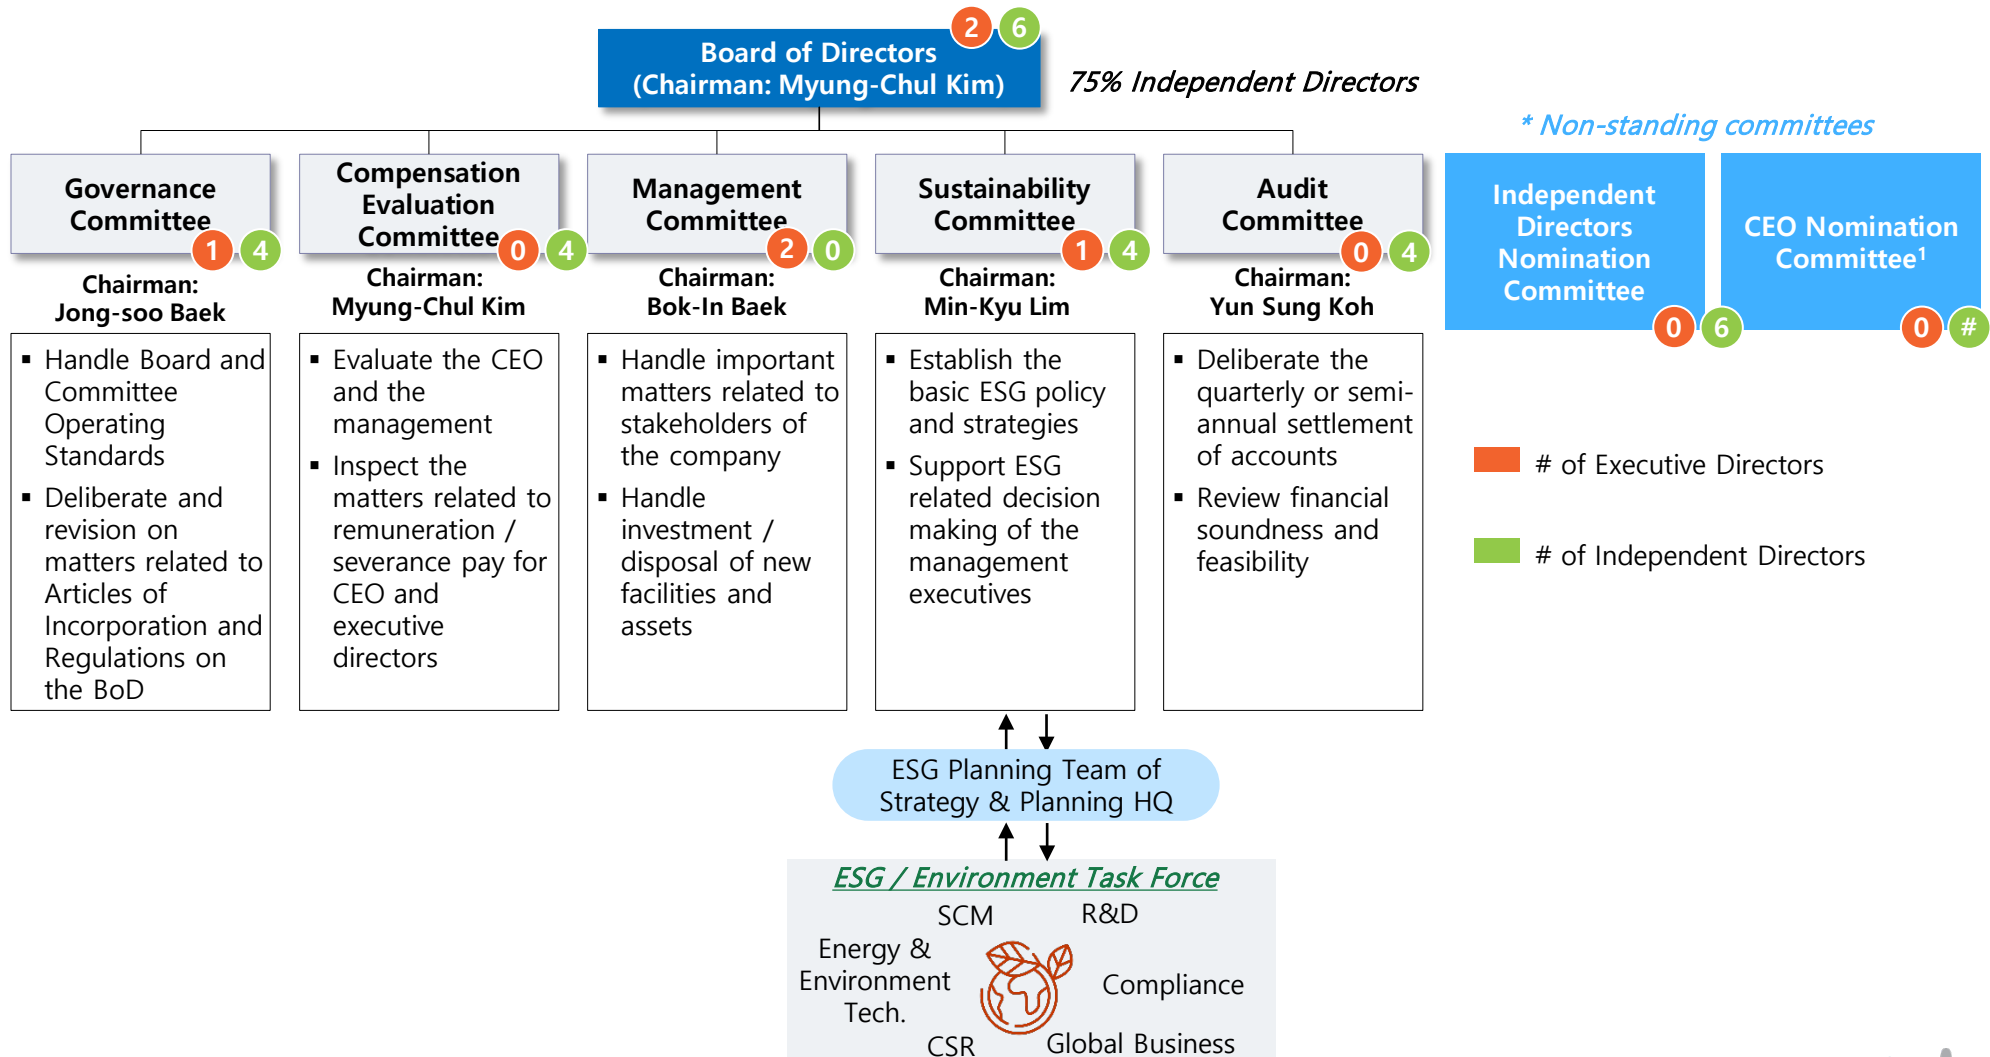 2 6
Board of Directors
(Chairman: Myung-Chul Kim)
75% Independent Directors
* Non-standing committees
Governance
Committee
1 4
Chairman:
Jong-soo Baek
▪ Handle Board and
Committee
Operating
Standards
▪ Deliberate and
revision on
matters related to
Articles of
Incorporation and
Regulations on
the BoD
Compensation
Evaluation
Committee
0 4
Chairman:
Myung-Chul Kim
▪ Evaluate the CEO
and the
management
▪ Inspect the
matters related to
remuneration /
severance pay for
CEO and
executive
directors
Management
Committee
2 0
Chairman:
Bok-In Baek
▪ Handle important
matters related to
stakeholders of
the company
▪ Handle
investment /
disposal of new
facilities and
assets
Sustainability
Committee
1 4
Chairman:
Min-Kyu Lim
▪ Establish the
basic ESG policy
and strategies
▪ Support ESG
related decision
making of the
management
executives
Audit
Committee
0 4
Chairman:
Yun Sung Koh
▪ Deliberate the
quarterly or semi-
annual settlement
of accounts
▪ Review financial
soundness and
feasibility
Independent
Directors
Nomination
Committee
0 6
CEO Nomination
Committee¹
0 #
# of Executive Directors
# of Independent Directors
ESG Planning Team of
Strategy & Planning HQ
ESG / Environment Task Force
SCM
R&D
Energy &
Environment
Tech.
Compliance
CSR
Global Business